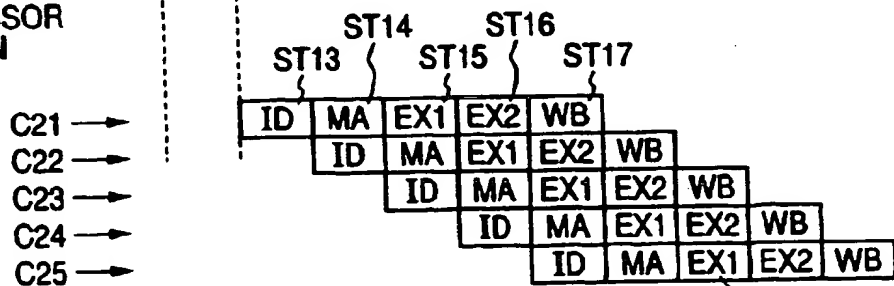 SOR
ST14 ST16
ST13 ST15 ST17
C21 ID MA EX1 EX2 WB
C22 ID MA EX1 EX2 WB
C23 ID MA EX1 EX2 WB
C24 ID MA EX1 EX2 WB
C25 ID MA EX1 EX2 WB